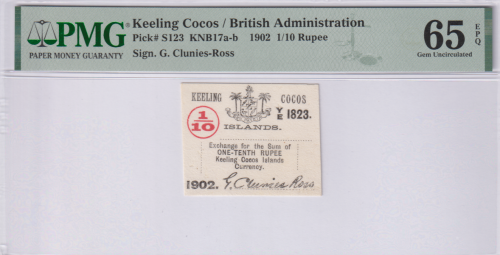 PMG
PAPER MONEY GUARANTY
Keeling Cocos / British Administration
Pick# S123 KNB17a-b 1902 1/10 Rupee
Sign. G. Clunies-Ross
65 EPQ
Gem Uncirculated
KEELING COCOS
1/10
YE 1823.
ISLANDS.
Exchange for the Sum of
ONE-TENTH RUPEE
Keeling Cocos Islands
Currency.
1902. G. Clunies Ross